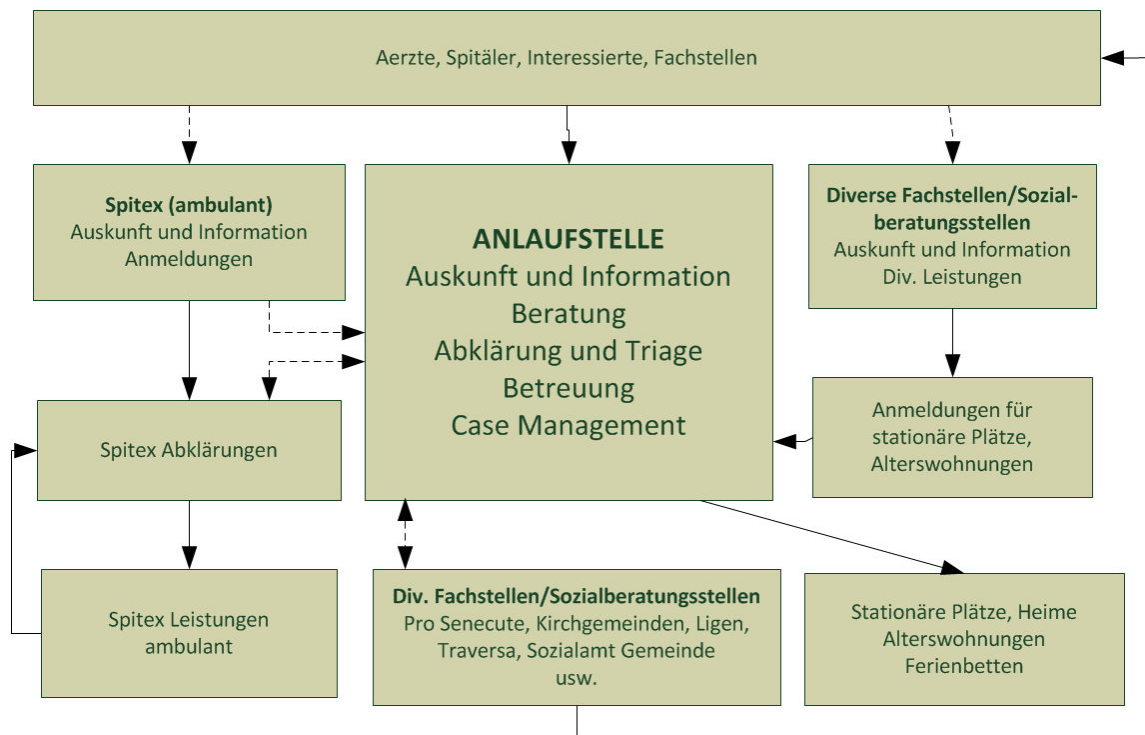 Aerzte, Spitäler, Interessierte, Fachstellen
Spitex (ambulant)
Auskunft und Information
Anmeldungen
ANLAUFSTELLE
Auskunft und Information
Beratung
Abklärung und Triage
Betreuung
Case Management
Diverse Fachstellen/Sozial-
beratungsstellen
Auskunft und Information
Div. Leistungen
Spitex Abklärungen
Anmeldungen für
stationäre Plätze,
Alterswohnungen
Spitex Leistungen
ambulant
Div. Fachstellen/Sozialberatungsstellen
Pro Senecute, Kirchgemeinden, Ligen,
Traversa, Sozialamt Gemeinde
usw.
Stationäre Plätze, Heime
Alterswohnungen
Ferienbetten